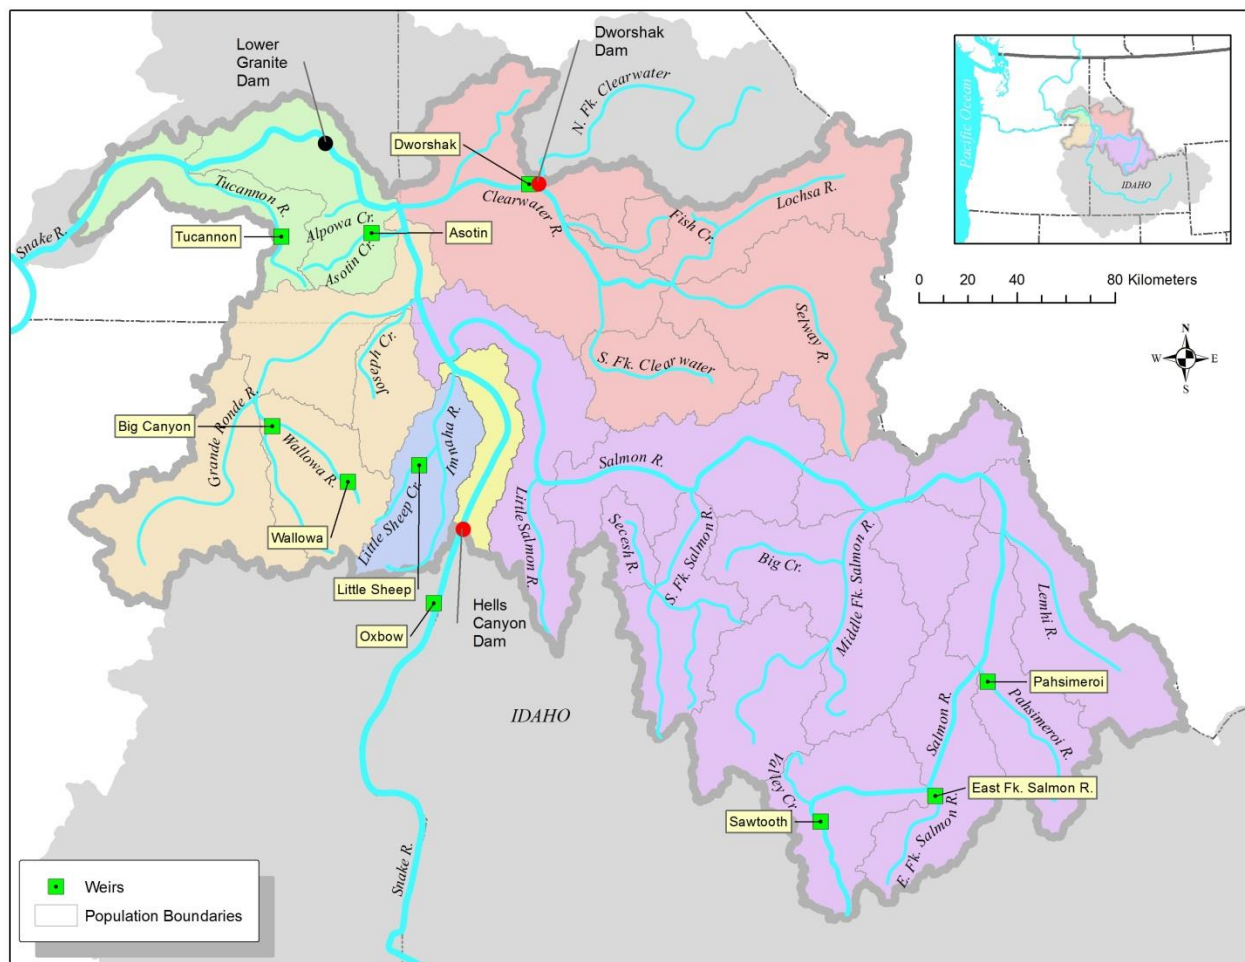 Lower
Granite
Dam
Dworshak
Dam
N. Fk. Clearwater
Pacific Ocean
IDAHO
Dworshak
Tucannon R.
Clearwater R.
Fish Cr.
Lochsa R.
Snake R.
Tucannon
Alpowa Cr.
Asotin
Asotin Cr.
0
20
40
80 Kilometers
N
W
E
S
Selway R.
Joseph Cr.
S. Fk. Clearwater
Big Canyon
Grande Ronde R.
Wallowa R.
Imnaha R.
Salmon R.
Wallowa
Little Sheep Cr.
Little Salmon R.
Secesh R.
S. Fk. Salmon R.
Big Cr.
Middle Fk. Salmon R.
Lemhi R.
Little Sheep
Oxbow
Hells
Canyon
Dam
Pahsimeroi
Pahsimeroi R.
Salmon R.
IDAHO
Valley Cr.
East Fk. Salmon R.
Sawtooth
E. Fk. Salmon R.
Snake R.
Weirs
Population Boundaries